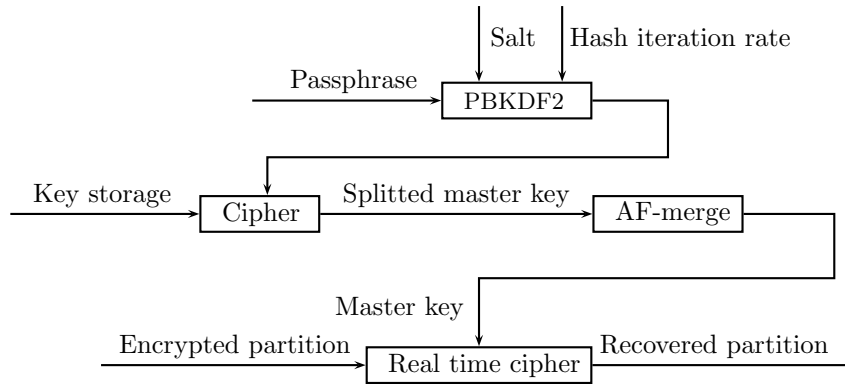 Salt
Hash iteration rate
Passphrase
PBKDF2
Key storage
Cipher
Splitted master key
AF-merge
Master key
Encrypted partition
Real time cipher
Recovered partition